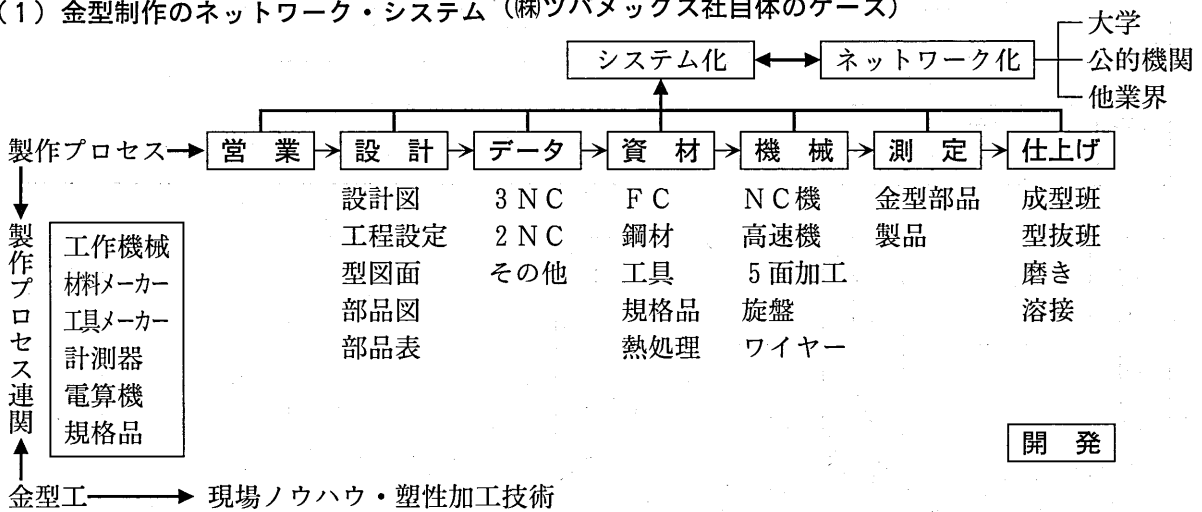 (1)金型制作のネットワーク・システム (㈱ツバメックス社自体のケース)
システム化 ネットワーク化
大学
公的機関
他業界
製作プロセス 営業 設計 データ 資材 機械 測定 仕上げ
設計図 3NC FC NC機 金型部品 成型班
工程設定 2NC 鋼材 高速機 製品 型抜班
型図面 その他 工具 5面加工 磨き
部品図 規格品 旋盤 溶接
部品表 熱処理 ワイヤー
製作プロセス連関
工作機械
材料メーカー
工具メーカー
計測器
電算機
規格品
開発
金型工 現場ノウハウ・塑性加工技術